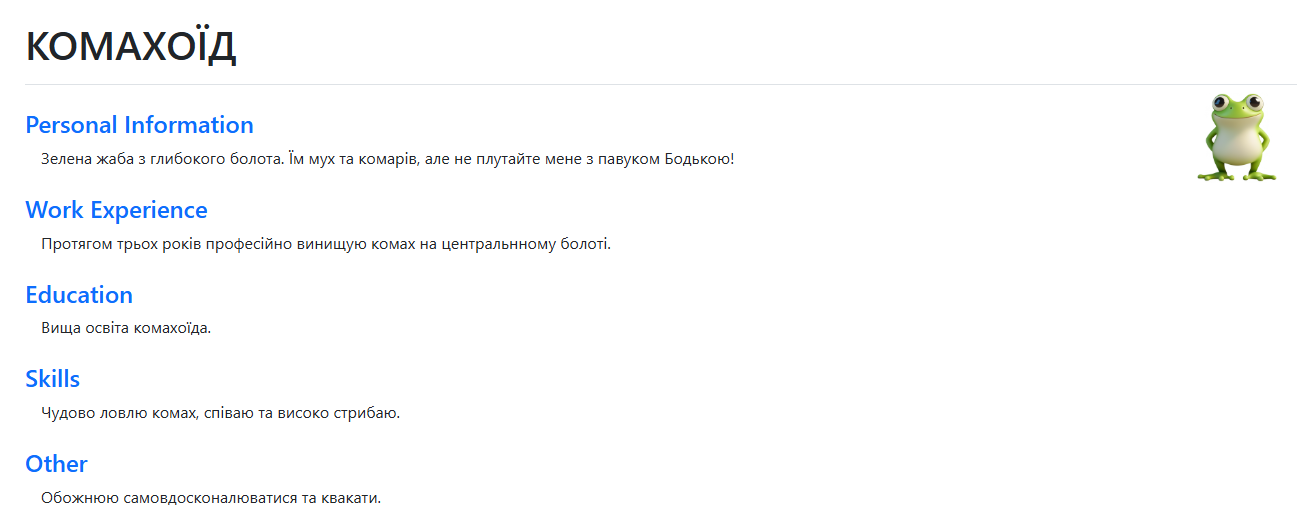 КОМАХОЇД
Personal Information
Зелена жаба з глибокого болота. Їм мух та комарів, але не плутайте мене з павуком Бодькою!
Work Experience
Протягом трьох років професійно винищую комах на центральнному болоті.
Education
Вища освіта комахоїда.
Skills
Чудово ловлю комах, співаю та високо стрибаю.
Other
Обожнюю самовдосконалюватися та квакати.